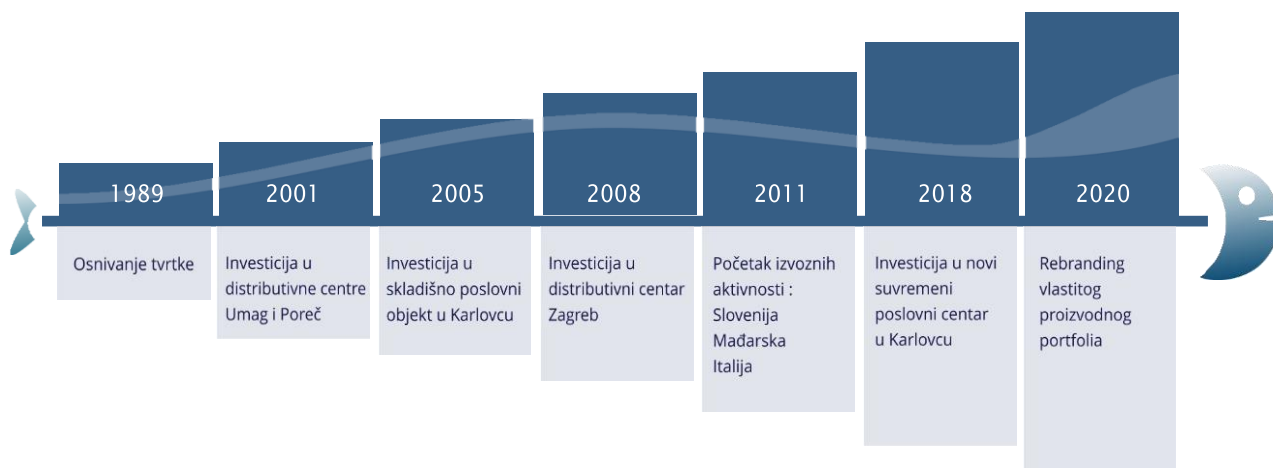 1989
Osnivanje tvrtke
2001
Investicija u
distributivne centre
Umag i Poreč
2005
Investicija u
skladišno poslovni
objekt u Karlovcu
2008
Investicija u
distributivni centar
Zagreb
2011
Početak izvoznih
aktivnosti :
Slovenija
Mađarska
Italija
2018
Investicija u novi
suvremeni
poslovni centar
u Karlovcu
2020
Rebranding
vlastitog
proizvodnog
portfolia